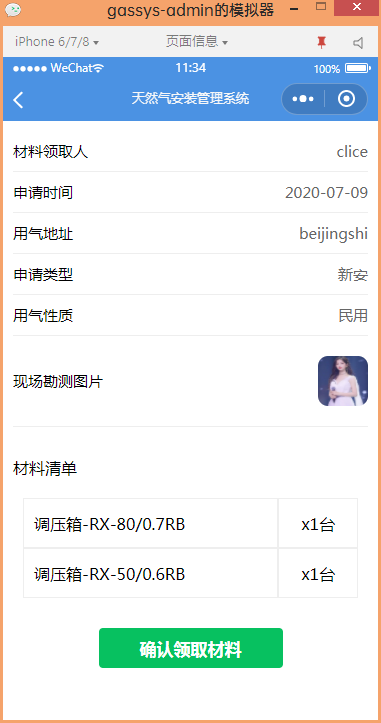 gassys-admin的模拟器
iPhone 6/7/8
页面信息
WeChat
11:34
100%
天然气安装管理系统
材料领取人
clice
申请时间
2020-07-09
用气地址
beijingshi
申请类型
新安
用气性质
民用
现场勘测图片
材料清单
调压箱-RX-80/0.7RB
x1台
调压箱-RX-50/0.6RB
x1台
确认领取材料